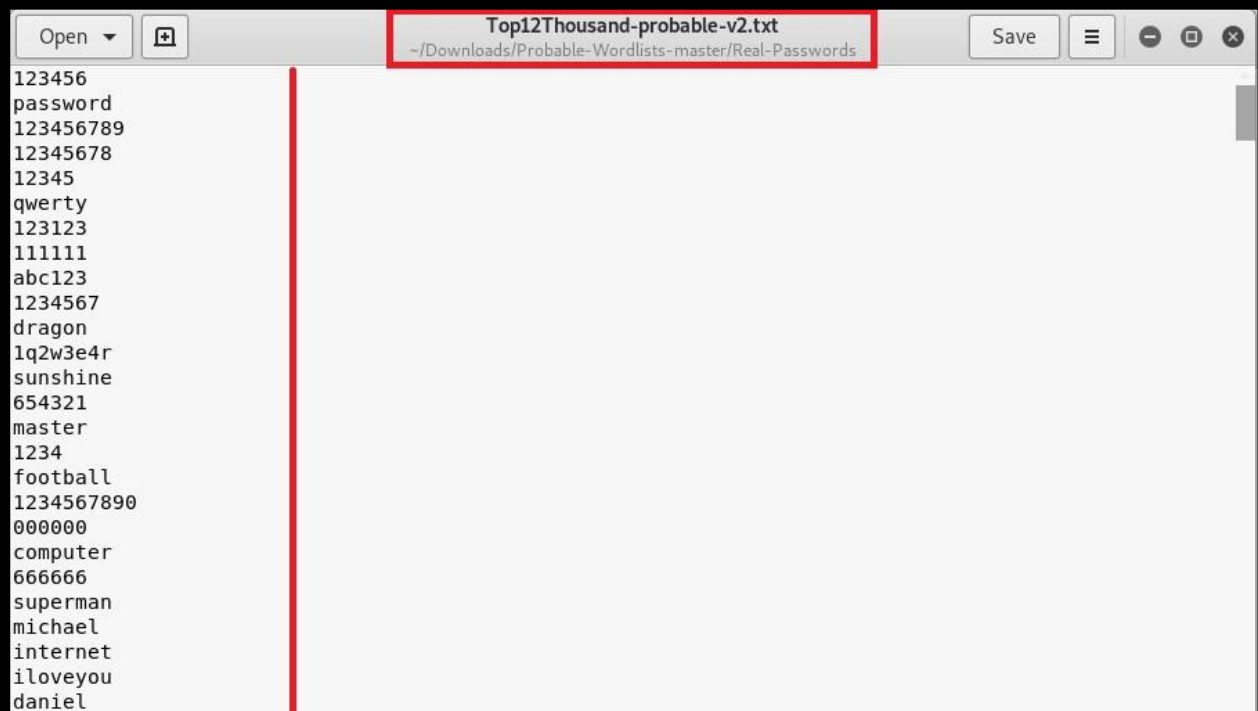 Open
Top12Thousand-probable-v2.txt
~/Downloads/Probable-Wordlists-master/Real-Passwords
Save
123456
password
123456789
12345678
12345
qwerty
123123
111111
abc123
1234567
dragon
1q2w3e4r
sunshine
654321
master
1234
football
1234567890
000000
computer
666666
superman
michael
internet
iloveyou
daniel